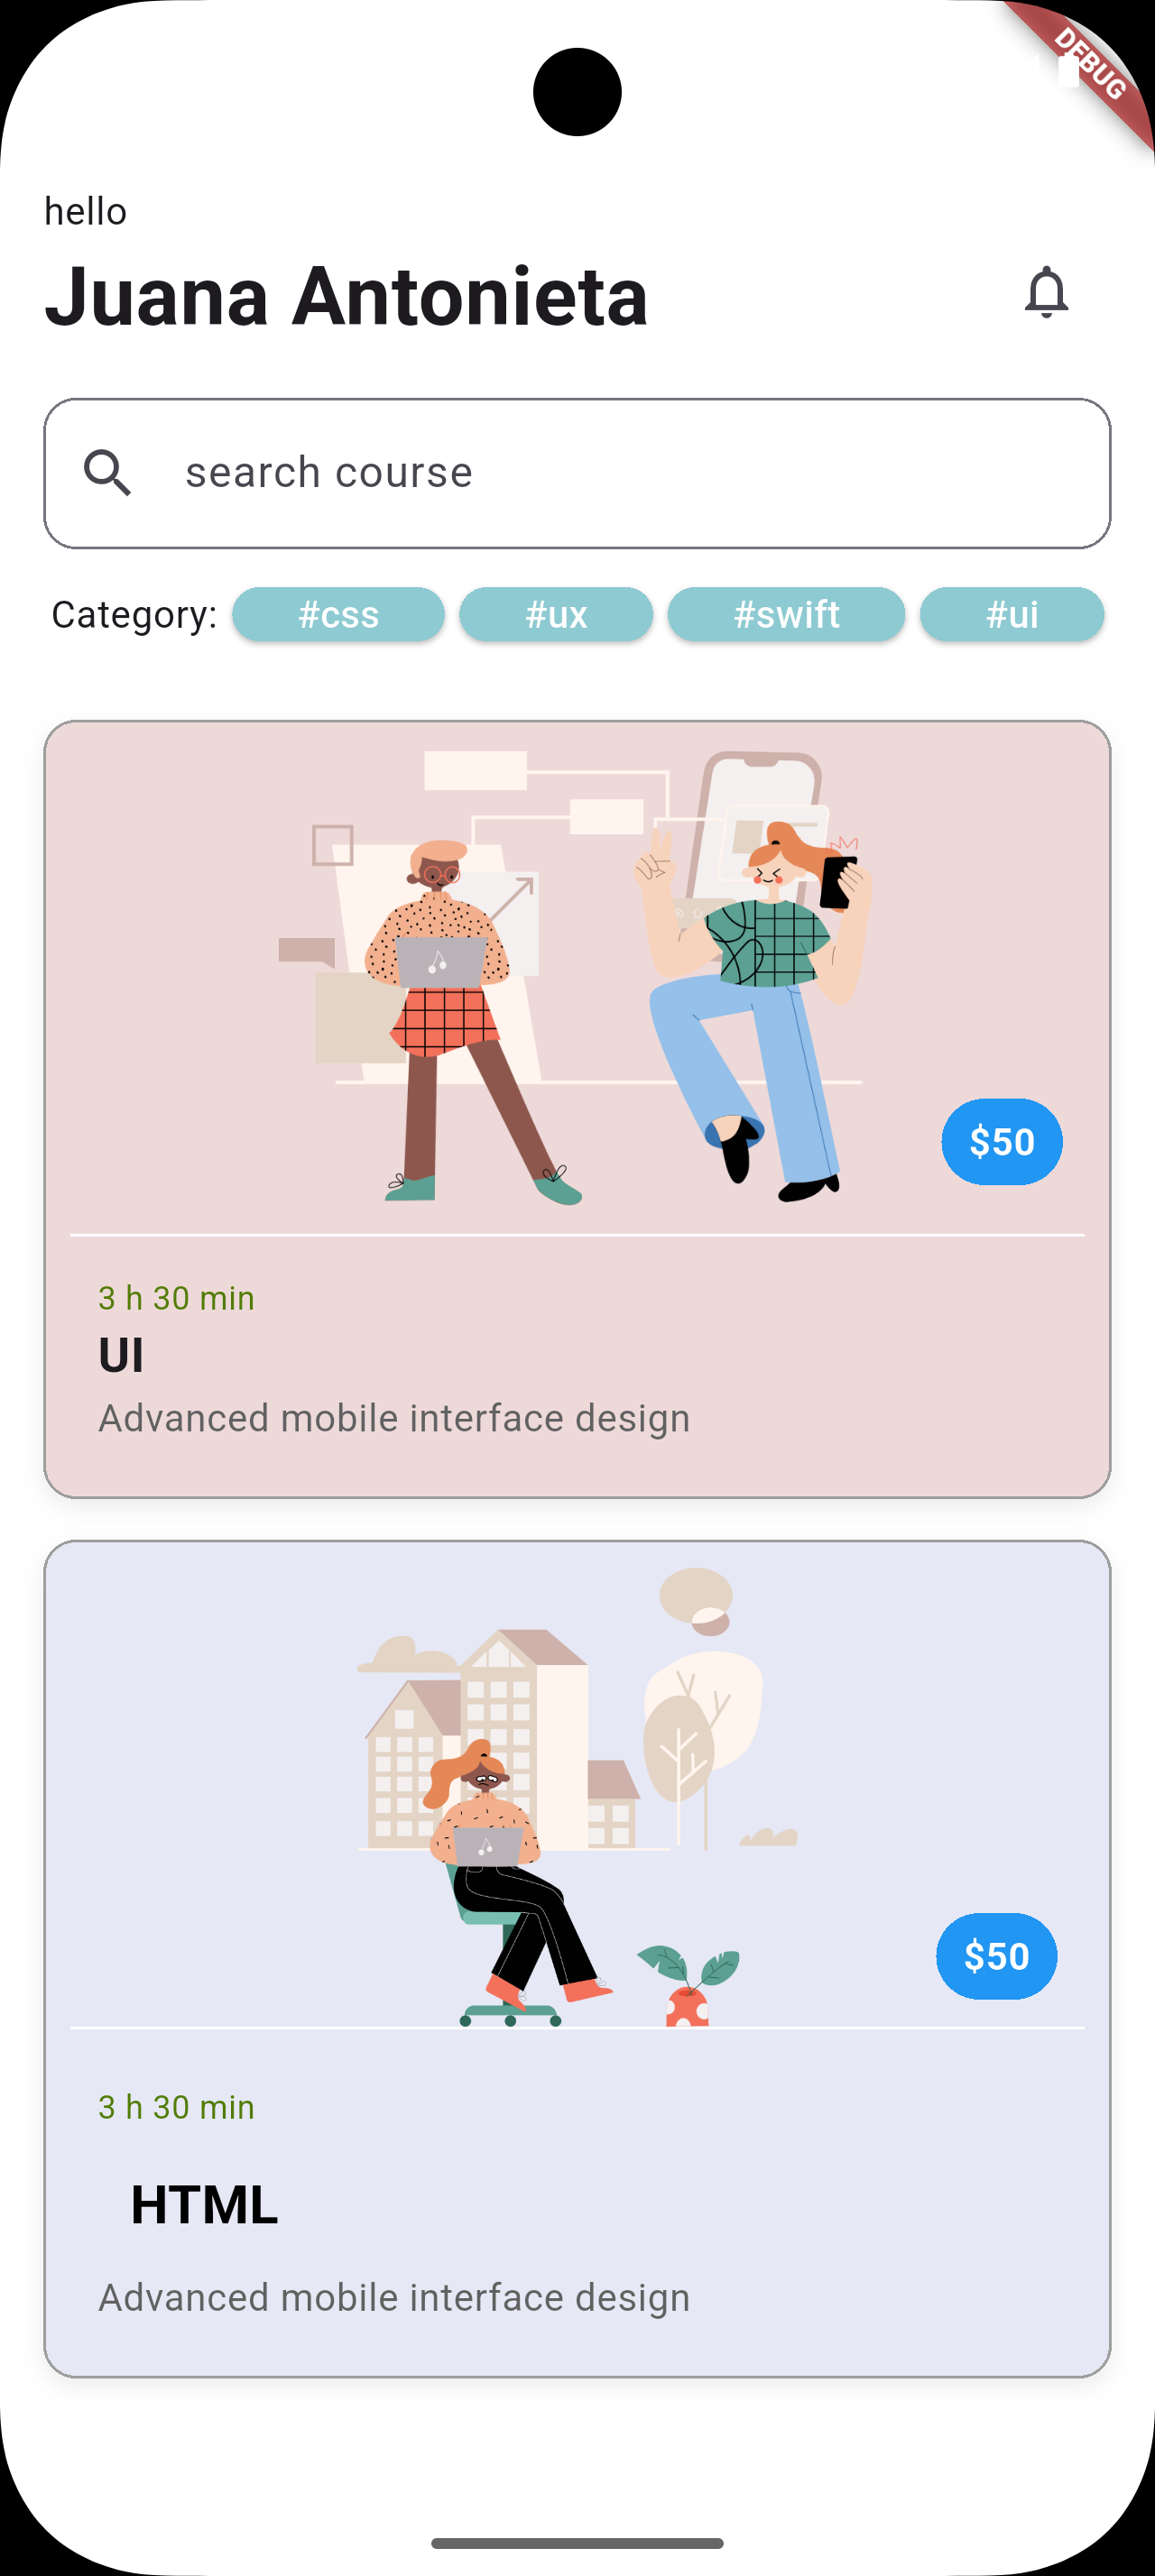 DEBUG
hello
Juana Antonieta
search course
Category: #css #ux #swift #ui
$50
3 h 30 min
UI
Advanced mobile interface design
$50
3 h 30 min
HTML
Advanced mobile interface design